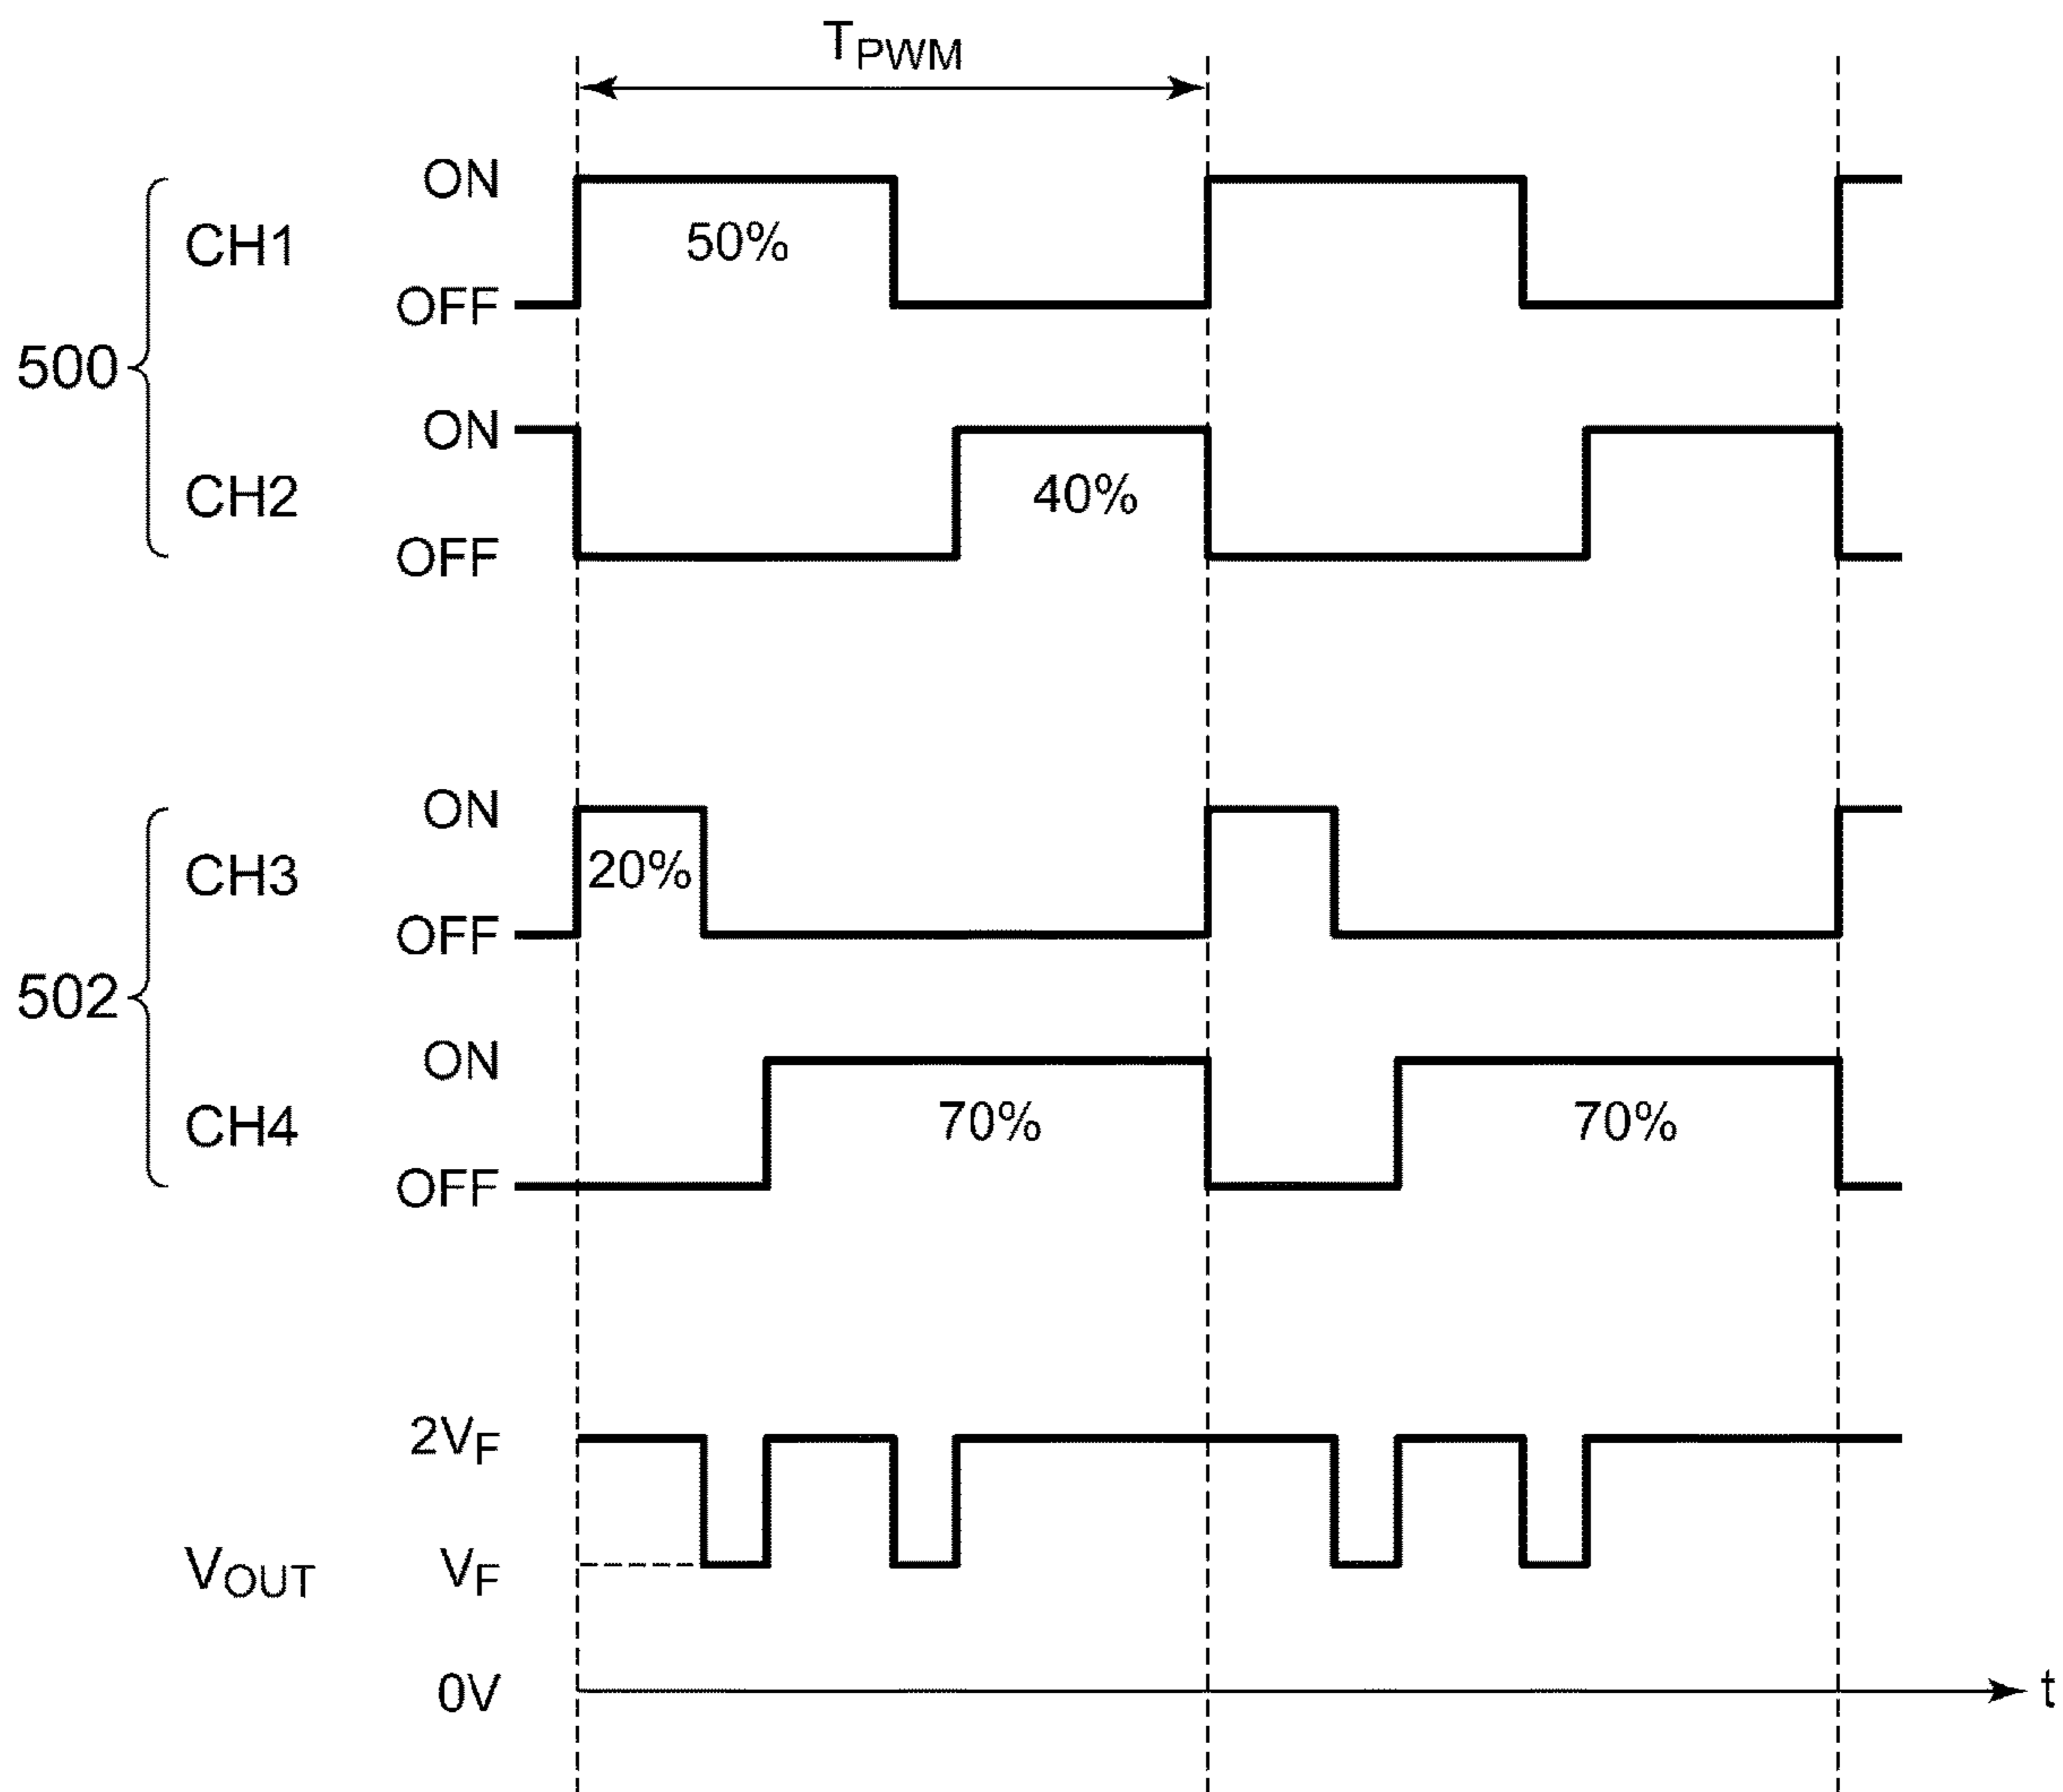 TPWM
ON
CH1
50%
OFF
500
ON
CH2
40%
OFF
ON
CH3
20%
OFF
502
ON
CH4
70%
70%
OFF
2VF
VOUT
VF
0V
t